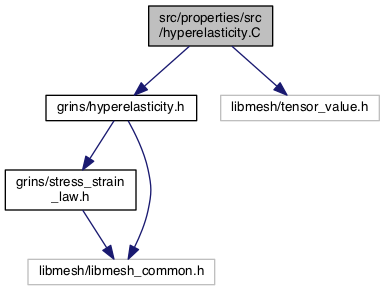 src/properties/src
/hyperelasticity.C
grins/hyperelasticity.h
libmesh/tensor_value.h
grins/stress_strain
_law.h
libmesh/libmesh_common.h